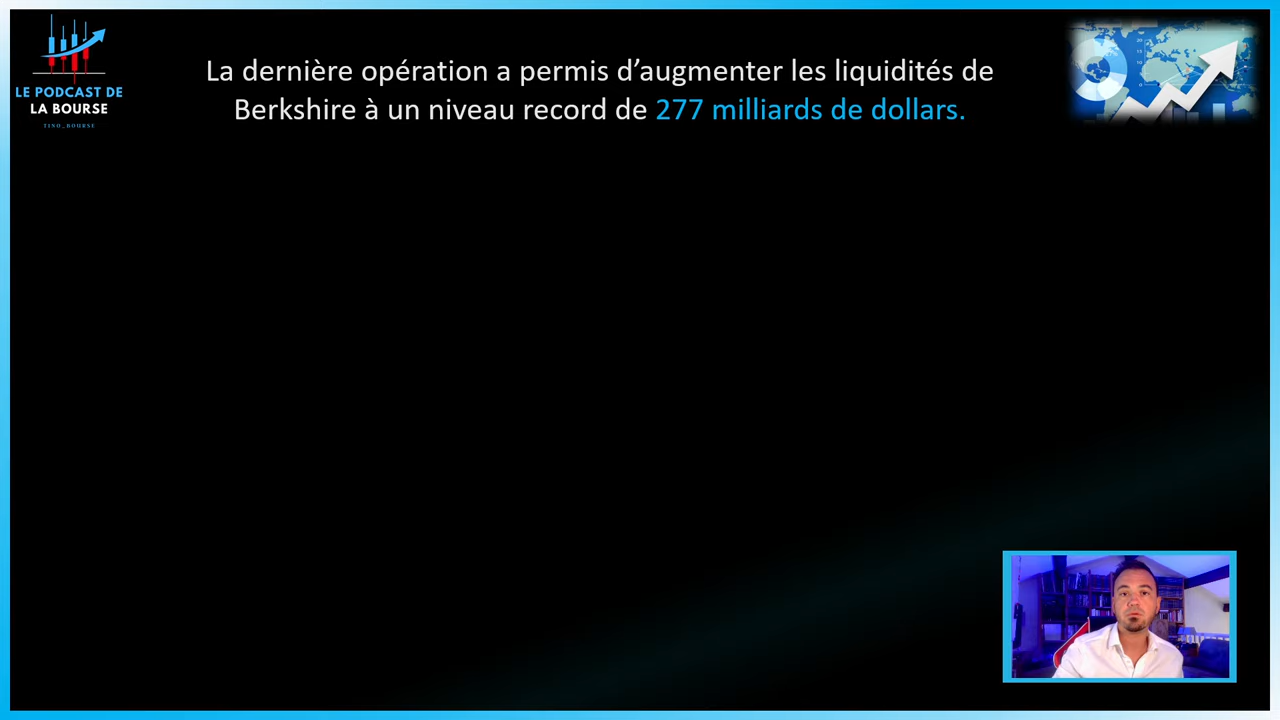 LE PODCAST DE
LA BOURSE
TINO_BOURSE
La dernière opération a permis d’augmenter les liquidités de
Berkshire à un niveau record de 277 milliards de dollars.